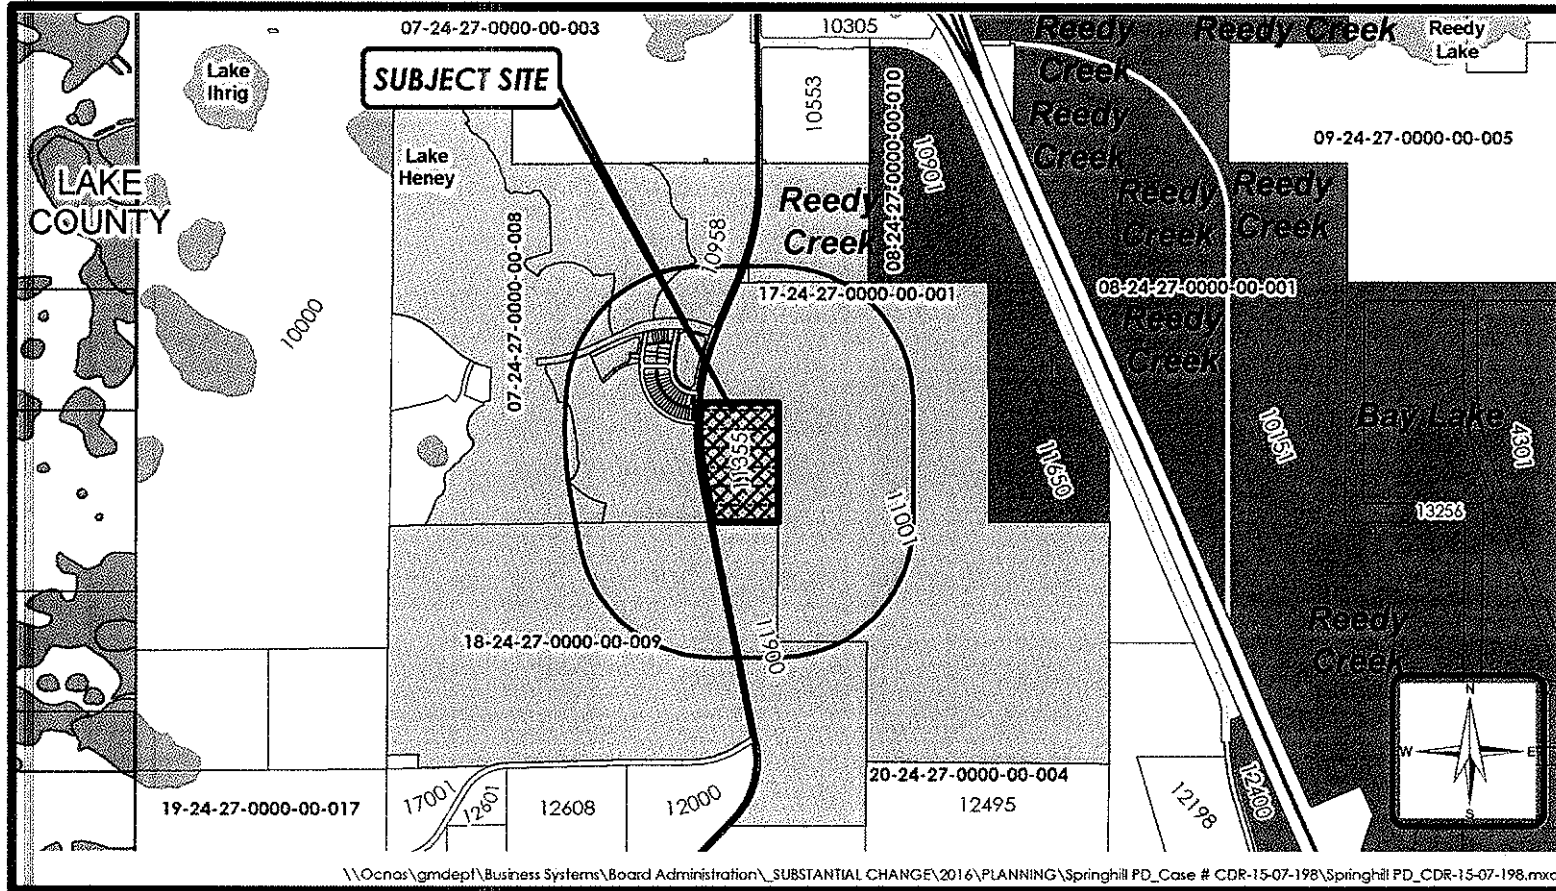 07-24-27-0000-00-003
10305
Reedy
Creek
Reedy Creek
Reedy
Lake
Lake
Ihrig
SUBJECT SITE
10553
08-24-27-0000-00-010
10901
Reedy
Creek
09-24-27-0000-00-005
Lake
Heney
LAKE
COUNTY
07-24-27-0000-00-008
10958
Reedy
Creek
Reedy
Creek
Reedy
Creek
10000
17-24-27-0000-00-001
08-24-27-0000-00-001
Reedy
Creek
11355
11650
10151
Bay Lake
4301
11001
13256
18-24-27-0000-00-009
11600
Reedy
Creek
N
W
E
S
19-24-27-0000-00-017
17001
12601
12608
12000
20-24-27-0000-00-004
12495
12198
12400
\\Ocnas\gmdept\Business Systems\Board Administration\_SUBSTANTIAL CHANGE\2016\PLANNING\Springhill PD_Case # CDR-15-07-198\Springhill PD_CDR-15-07-198.mxd